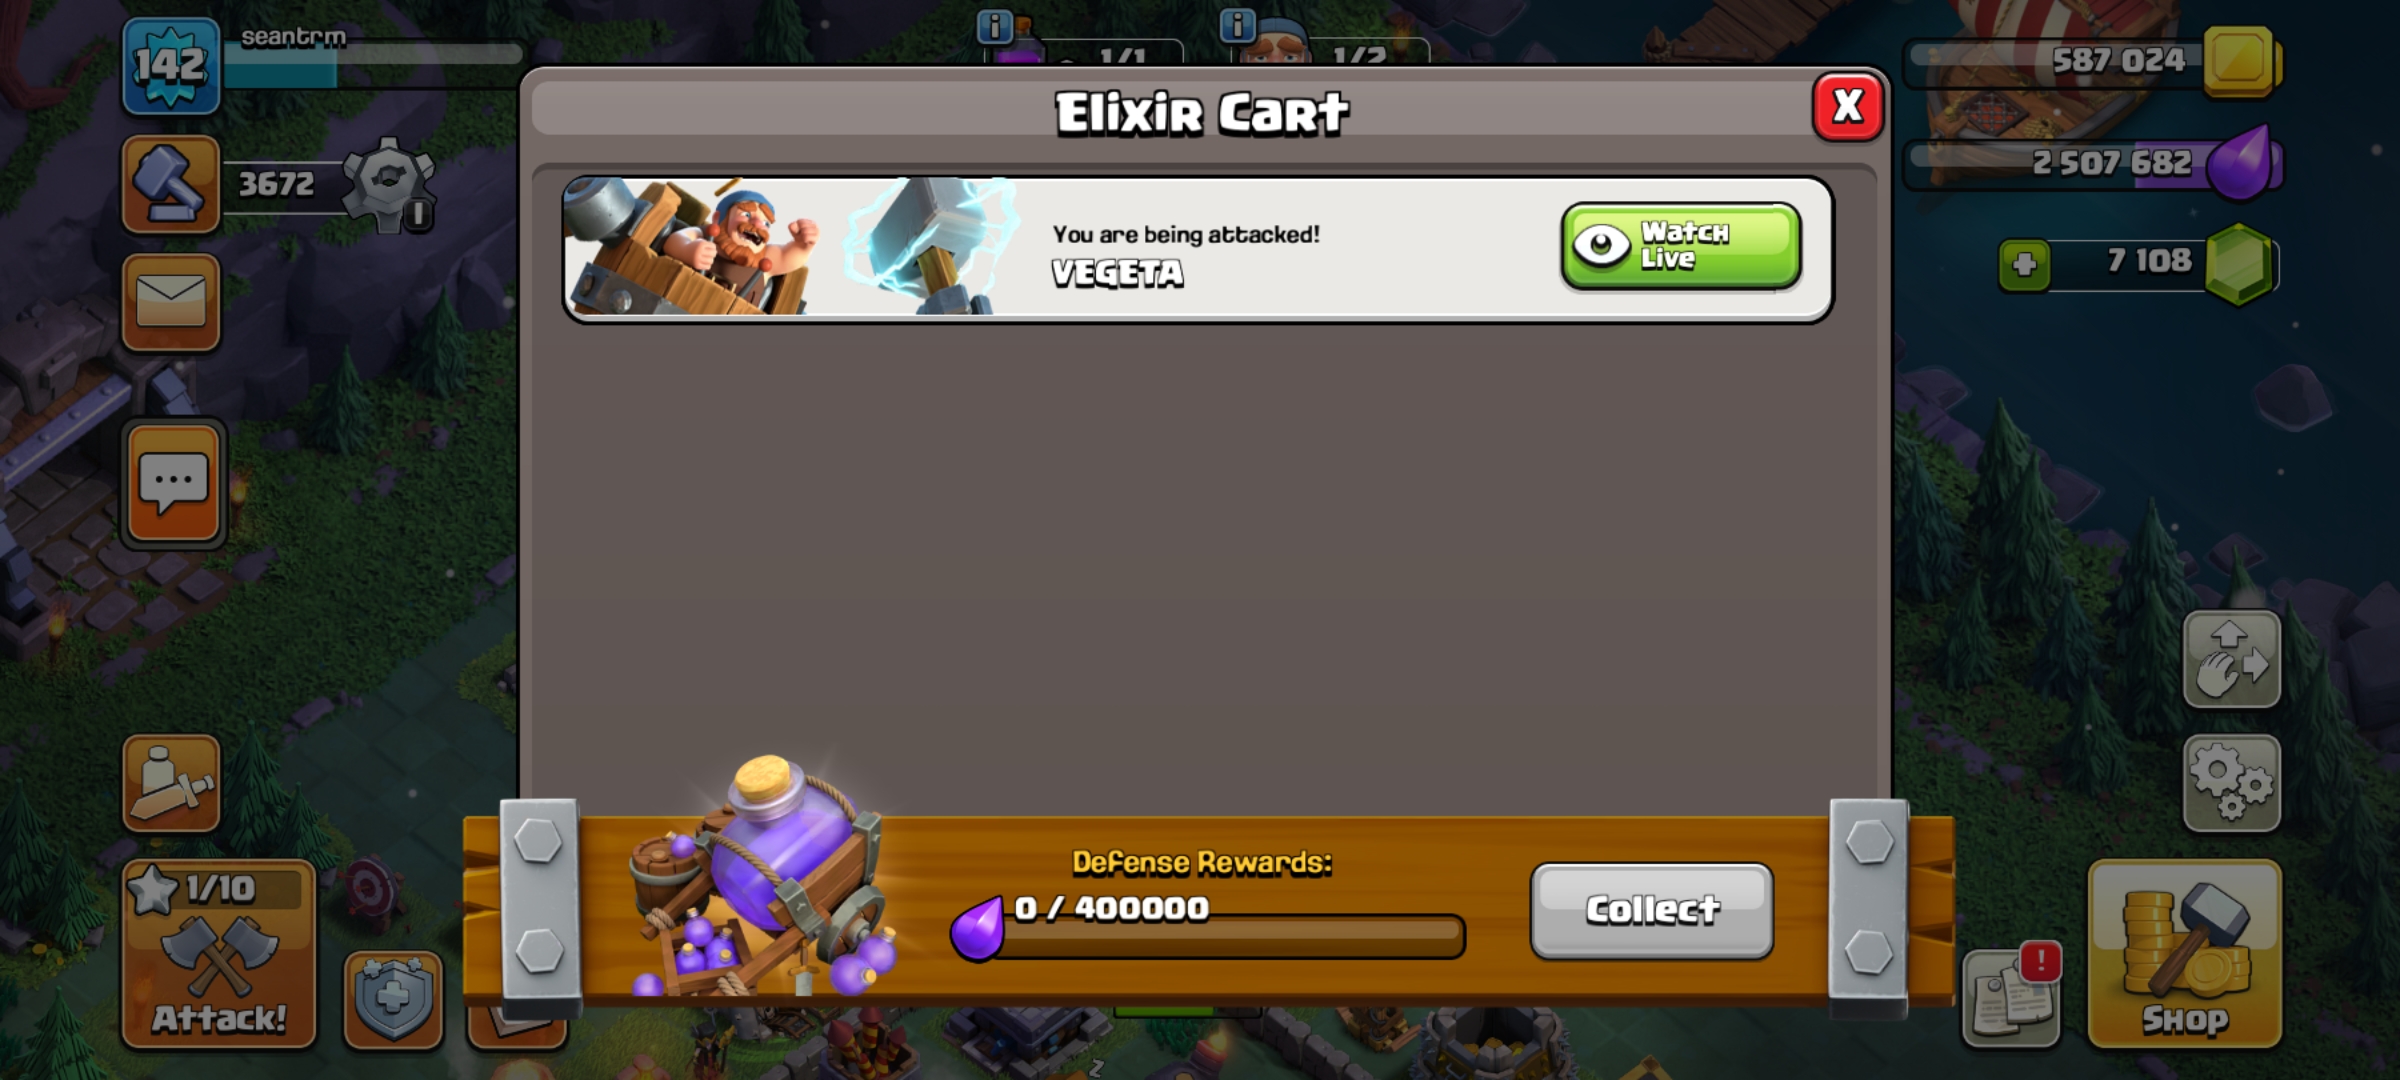 142
seantrm
1/1
1/2
587 024
Elixir Cart
X
3672
2 507 682
You are being attacked!
VEGETA
Watch
Live
7 108
Defense Rewards:
0 / 400000
Collect
1/10
Attack!
!
Shop
z